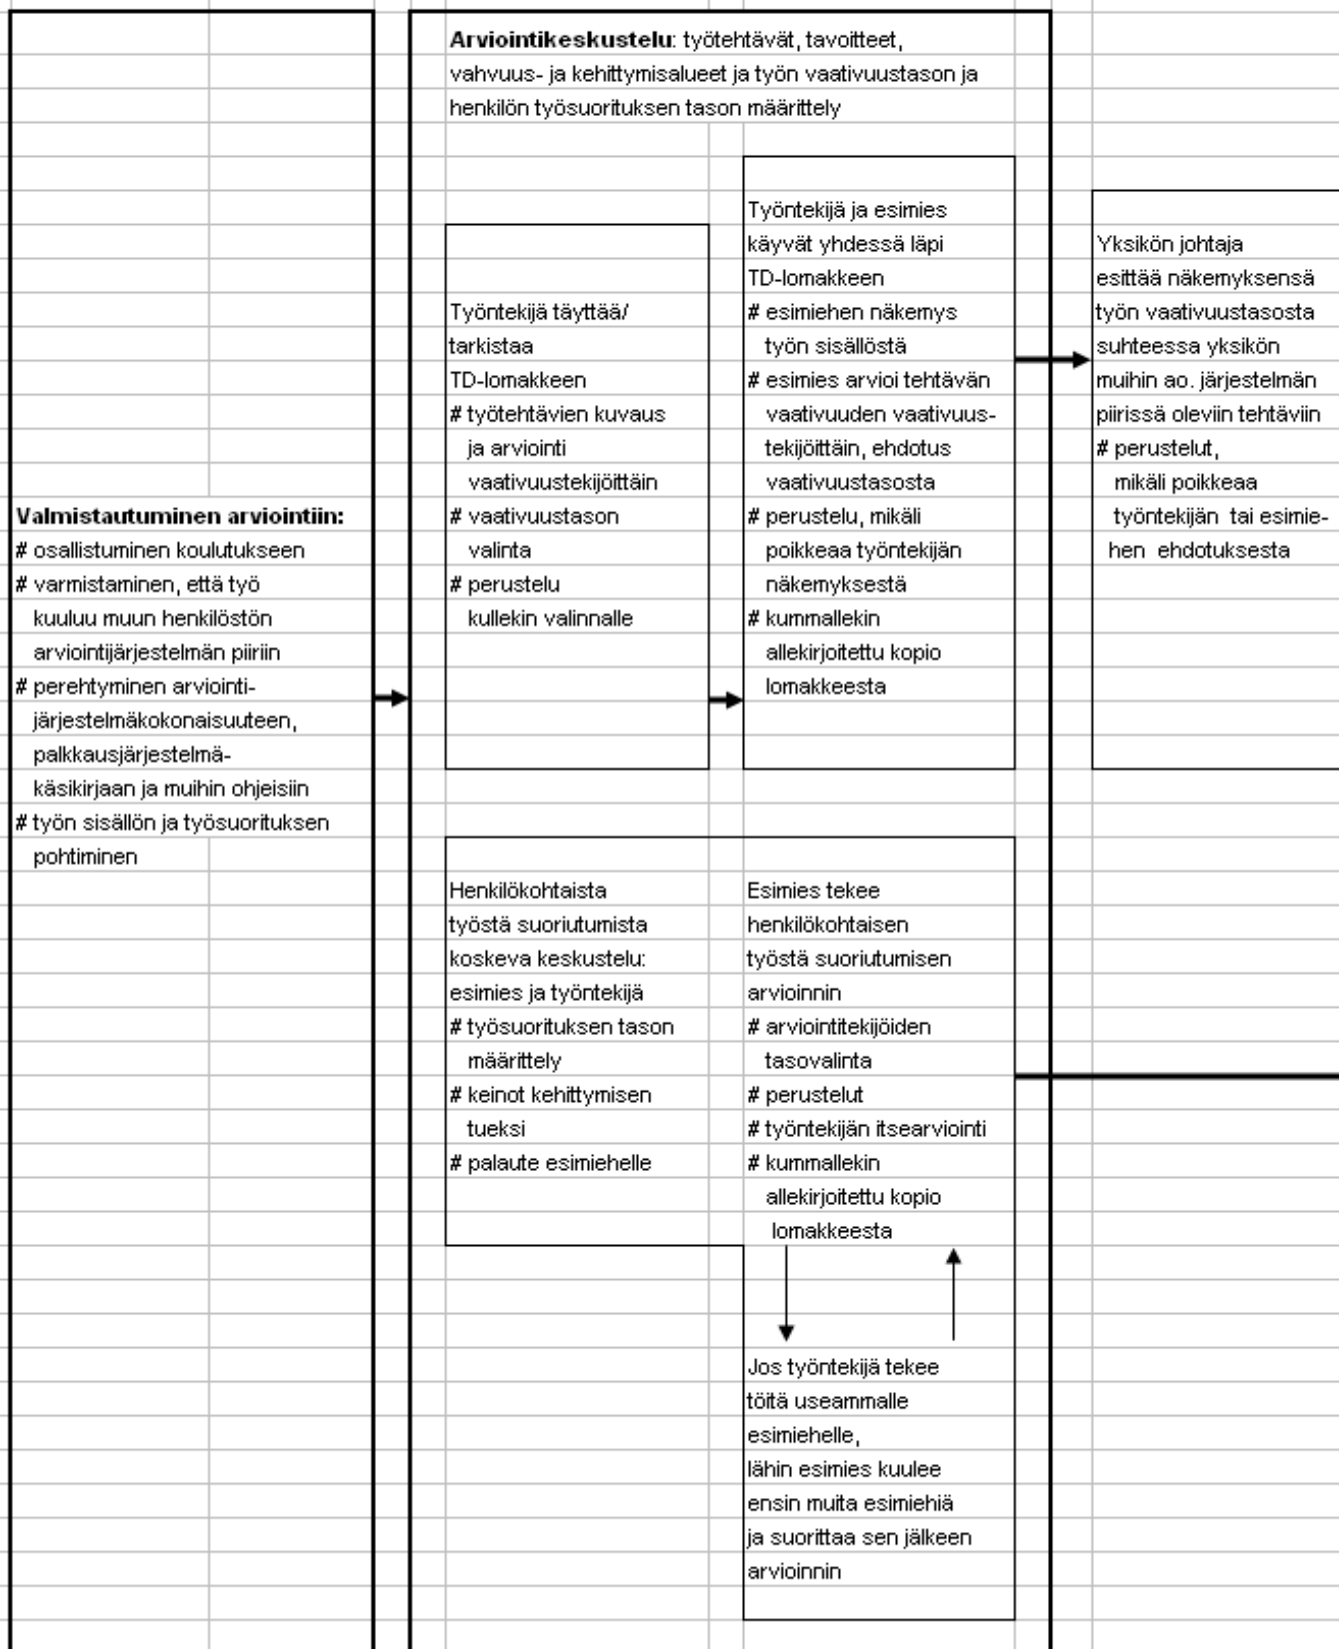 Valmistautuminen arviointiin:
# osallistuminen koulutukseen
# varmistaminen, että työ
kuuluu muun henkilöstön
arviointijärjestelmän piiriin
# perehtyminen arviointi-
järjestelmäkokonaisuuteen,
palkkausjärjestelmä-
käsikirjaan ja muihin ohjeisiin
# työn sisällön ja työsuorituksen
pohtiminen
Arviointikeskustelu: työtehtävät, tavoitteet,
vahvuus- ja kehittymisalueet ja työn vaativuustason ja
henkilön työsuorituksen tason määrittely
Työntekijä täyttää/
tarkistaa
TD-lomakkeen
# työtehtävien kuvaus
ja arviointi
vaativuustekijöittäin
# vaativuustason
valinta
# perustelu
kullekin valinnalle
Työntekijä ja esimies
käyvät yhdessä läpi
TD-lomakkeen
# esimiehen näkemys
työn sisällöstä
# esimies arvioi tehtävän
vaativuuden vaativuus-
tekijöittäin, ehdotus
vaativuustasosta
# perustelu, mikäli
poikkeaa työntekijän
näkemyksestä
# kummallekin
allekirjoitettu kopio
lomakkeesta
Yksikön johtaja
esittää näkemyksensä
työn vaativuustasosta
suhteessa yksikön
muihin ao. järjestelmän
piirissä oleviin tehtäviin
# perustelut,
mikäli poikkeaa
työntekijän tai esimie-
hen ehdotuksesta
Henkilökohtaista
työstä suoriutumista
koskeva keskustelu:
esimies ja työntekijä
# työsuorituksen tason
määrittely
# keinot kehittymisen
tueksi
# palaute esimiehelle
Esimies tekee
henkilökohtaisen
työstä suoriutumisen
arvioinnin
# arviointitekijöiden
tasovalinta
# perustelut
# työntekijän itsearviointi
# kummallekin
allekirjoitettu kopio
lomakkeesta
Jos työntekijä tekee
töitä useammalle
esimiehelle,
lähin esimies kuulee
ensin muita esimiehiä
ja suorittaa sen jälkeen
arvioinnin